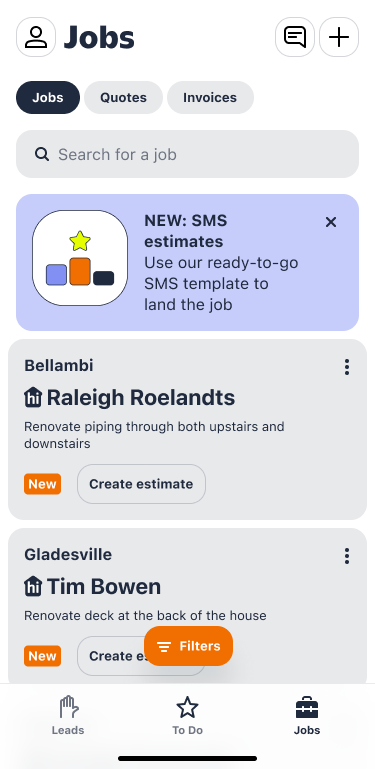 Jobs
Jobs
Quotes
Invoices
Search for a job
NEW: SMS
estimates
Use our ready-to-go
SMS template to
land the job
Bellambi
hi Raleigh Roelandts
Renovate piping through both upstairs and
downstairs
New
Create estimate
Gladesville
hi Tim Bowen
Renovate deck at the back of the house
New
Create es
Filters
Leads
To Do
Jobs